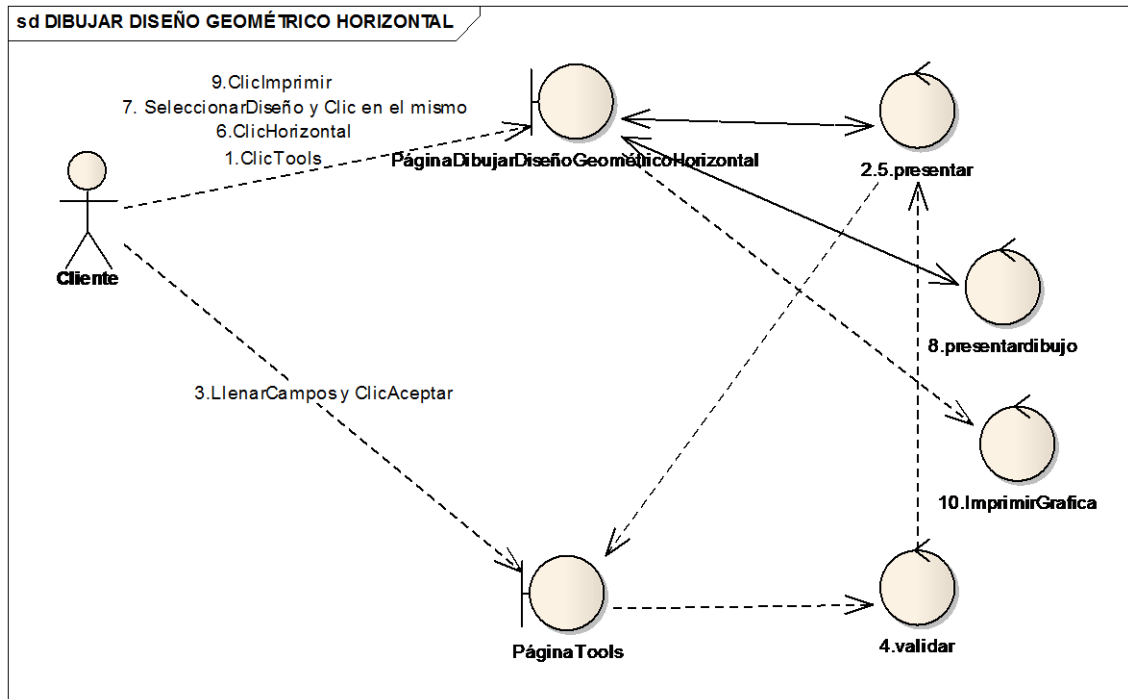 sd DIBUJAR DISEÑO GEOMÉTRICO HORIZONTAL
9.ClicImprimir
7. SeleccionarDiseño y Clic en el mismo
6.ClicHorizontal
1.ClicTools
PáginaDibujarDiseñoGeométricoHorizontal
2.5.presentar
Cliente
8.presentardibujo
3.LlenarCampos y ClicAceptar
10.ImprimirGrafica
PáginaTools
4.validar